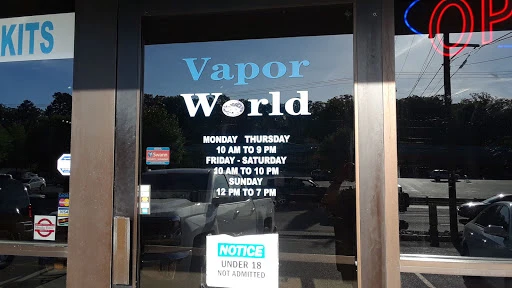 KITS
OP
Vapor
World
MONDAY THURSDAY
10 AM TO 9 PM
FRIDAY - SATURDAY
10 AM TO 10 PM
SUNDAY
12 PM TO 7 PM
NOTICE
UNDER 18
NOT ADMITTED